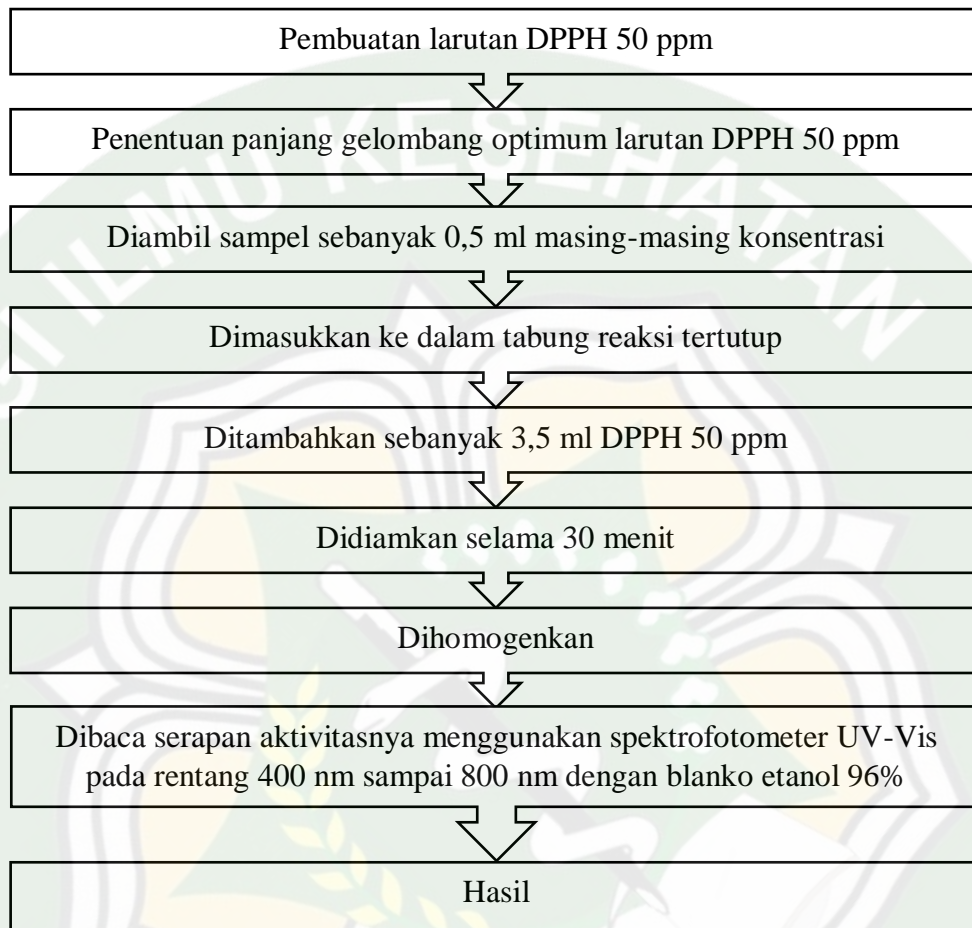 Pembuatan larutan DPPH 50 ppm
Penentuan panjang gelombang optimum larutan DPPH 50 ppm
Diambil sampel sebanyak 0,5 ml masing-masing konsentrasi
Dimasukkan ke dalam tabung reaksi tertutup
Ditambahkan sebanyak 3,5 ml DPPH 50 ppm
Didiamkan selama 30 menit
Dihomogenkan
Dibaca serapan aktivitasnya menggunakan spektrofotometer UV-Vis
pada rentang 400 nm sampai 800 nm dengan blanko etanol 96%
Hasil
ILMU KESEHATAN